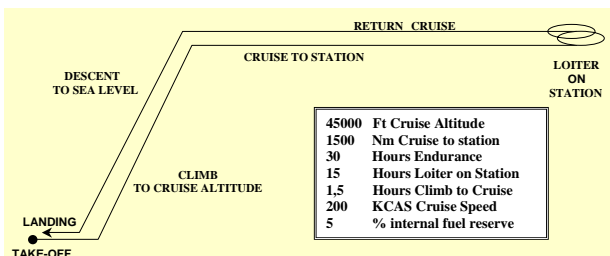 RETURN CRUISE
CRUISE TO STATION
LOITER
ON
STATION
DESCENT
TO SEA LEVEL
45000 Ft Cruise Altitude
1500 Nm Cruise to station
30 Hours Endurance
15 Hours Loiter on Station
1,5 Hours Climb to Cruise
200 KCAS Cruise Speed
5 % internal fuel reserve
CLIMB
TO CRUISE ALTITUDE
LANDING
TAKE-OFF